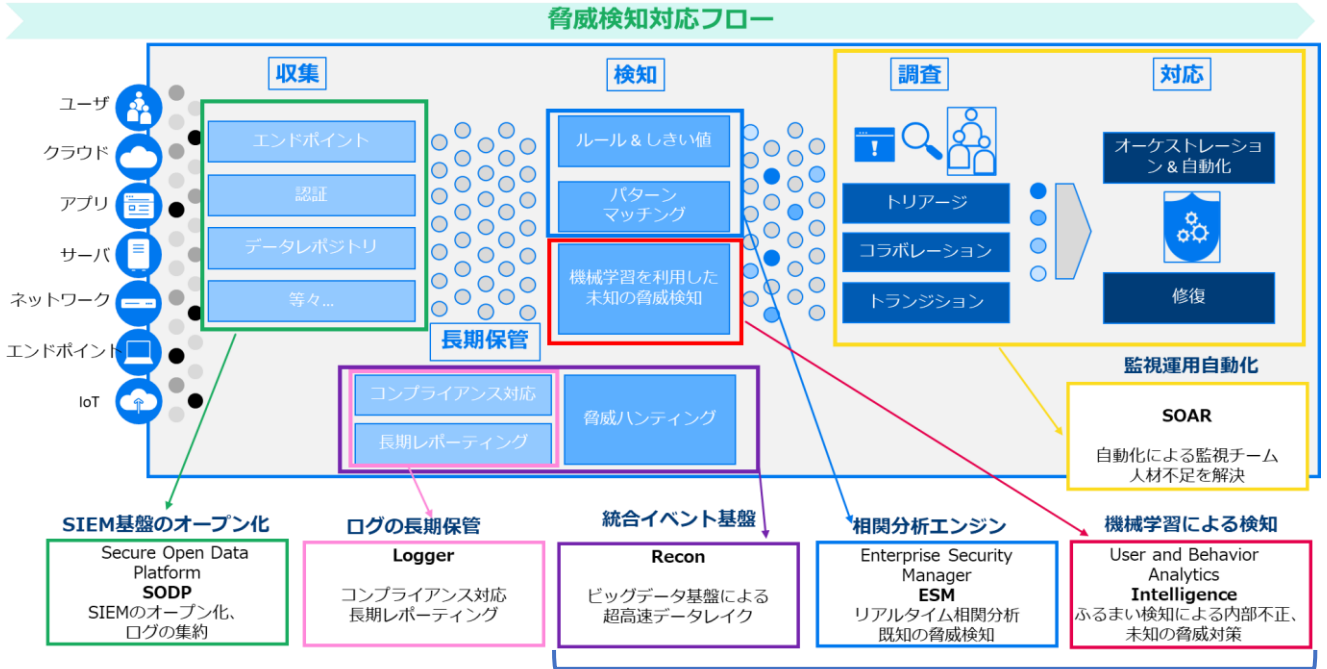 脅威検知対応フロー
収集
検知
調査
対応
ユーザ
クラウド
アプリ
サーバ
ネットワーク
エンドポイント
IoT
エンドポイント
認証
データレポジトリ
等々...
ルール＆しきい値
パターン
マッチング
機械学習を利用した
未知の脅威検知
トリアージ
コラボレーション
トランジション
オーケストレーショ
ン＆自動化
修復
長期保管
コンプライアンス対応
長期レポーティング
脅威ハンティング
監視運用自動化
SOAR
自動化による監視チーム
人材不足を解決
SIEM基盤のオープン化
Secure Open Data
Platform
SODP
SIEMのオープン化、
ログの集約
ログの長期保管
Logger
コンプライアンス対応
長期レポーティング
統合イベント基盤
Recon
ビッグデータ基盤による
超高速データレイク
相関分析エンジン
Enterprise Security
Manager
ESM
リアルタイム相関分析
既知の脅威検知
機械学習による検知
User and Behavior
Analytics
Intelligence
ふるまい検知による内部不正、
未知の脅威対策